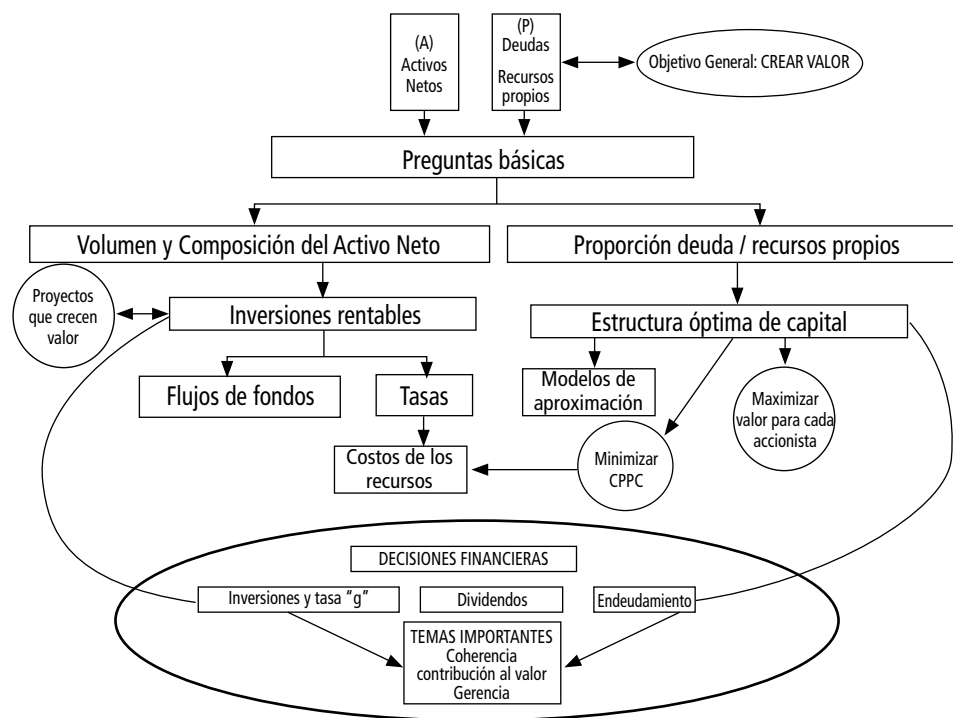 (A)
Activos
Netos
(P)
Deudas
Recursos
propios
Objetivo General: CREAR VALOR
Preguntas básicas
Volumen y Composición del Activo Neto
Proporción deuda / recursos propios
Proyectos
que crecen
valor
Inversiones rentables
Estructura óptima de capital
Flujos de fondos
Tasas
Modelos de
aproximación
Maximizar
valor para cada
accionista
Costos de los
recursos
Minimizar
CPPC
DECISIONES FINANCIERAS
Inversiones y tasa "g"
Dividendos
Endeudamiento
TEMAS IMPORTANTES
Coherencia
contribución al valor
Gerencia